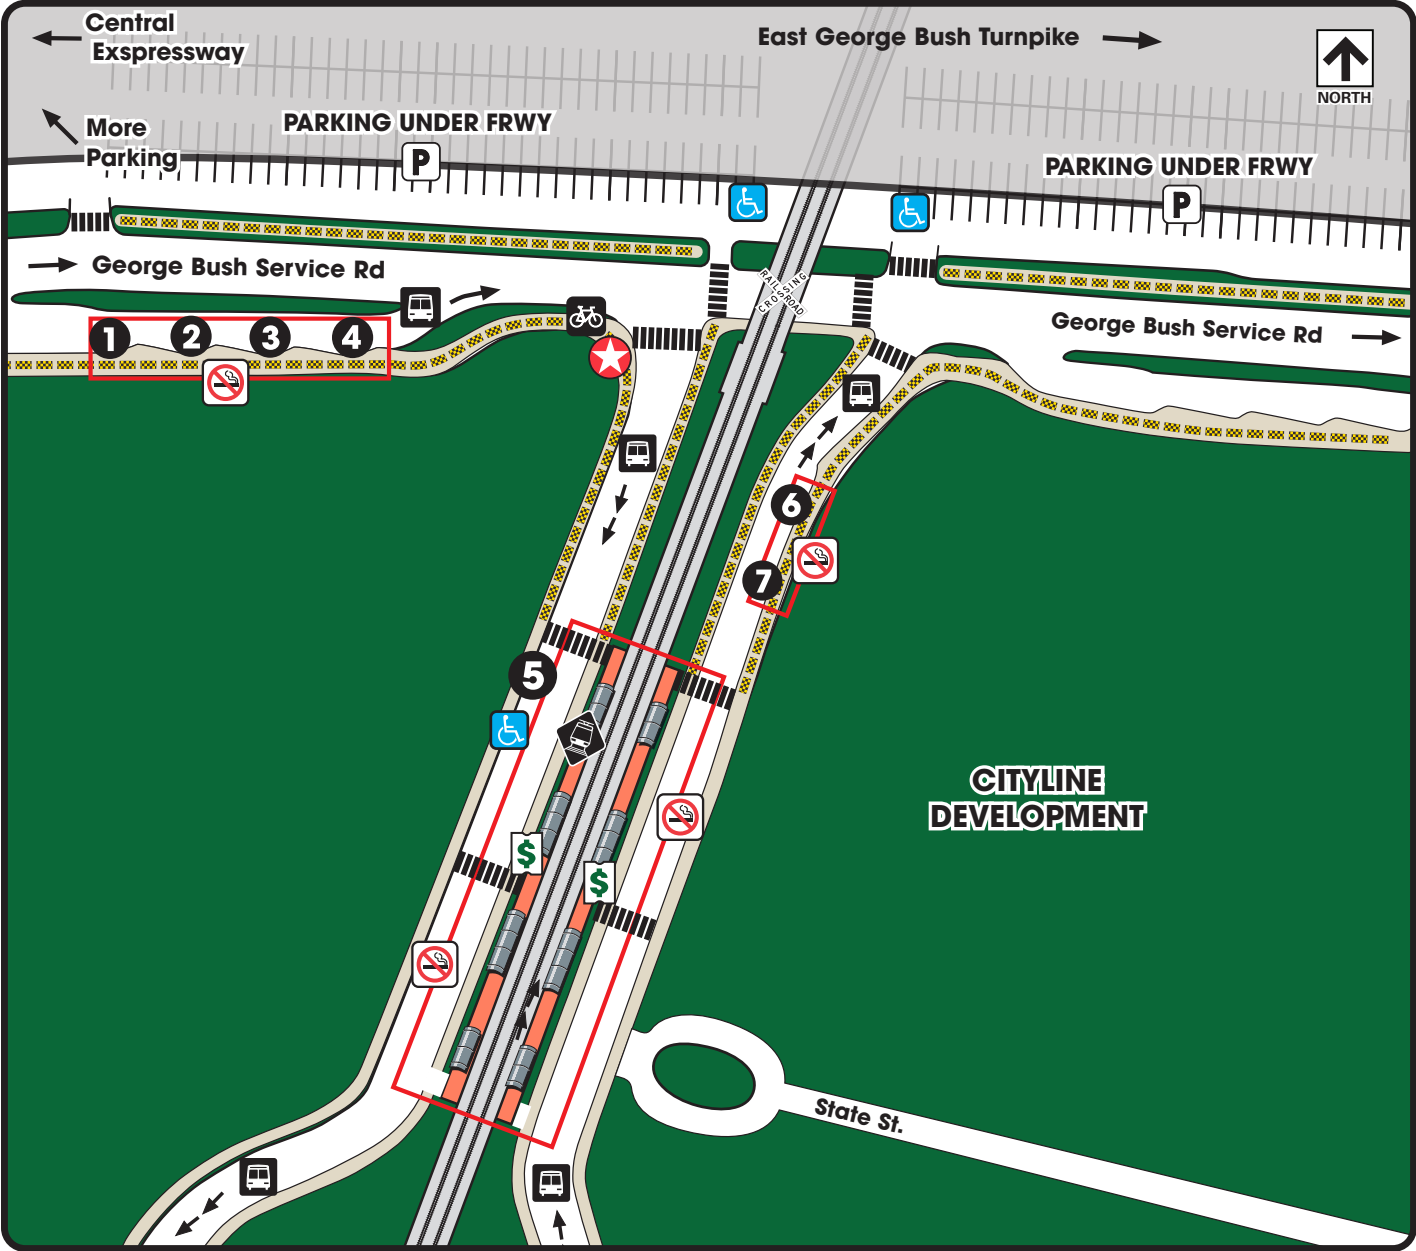 Central
Exspressway
East George Bush Turnpike
NORTH
More
Parking
PARKING UNDER FRWY
P
PARKING UNDER FRWY
P
George Bush Service Rd
RAILROAD
CROSSING
George Bush Service Rd
1
2
3
4
6
7
5
CITYLINE
DEVELOPMENT
$
$
State St.